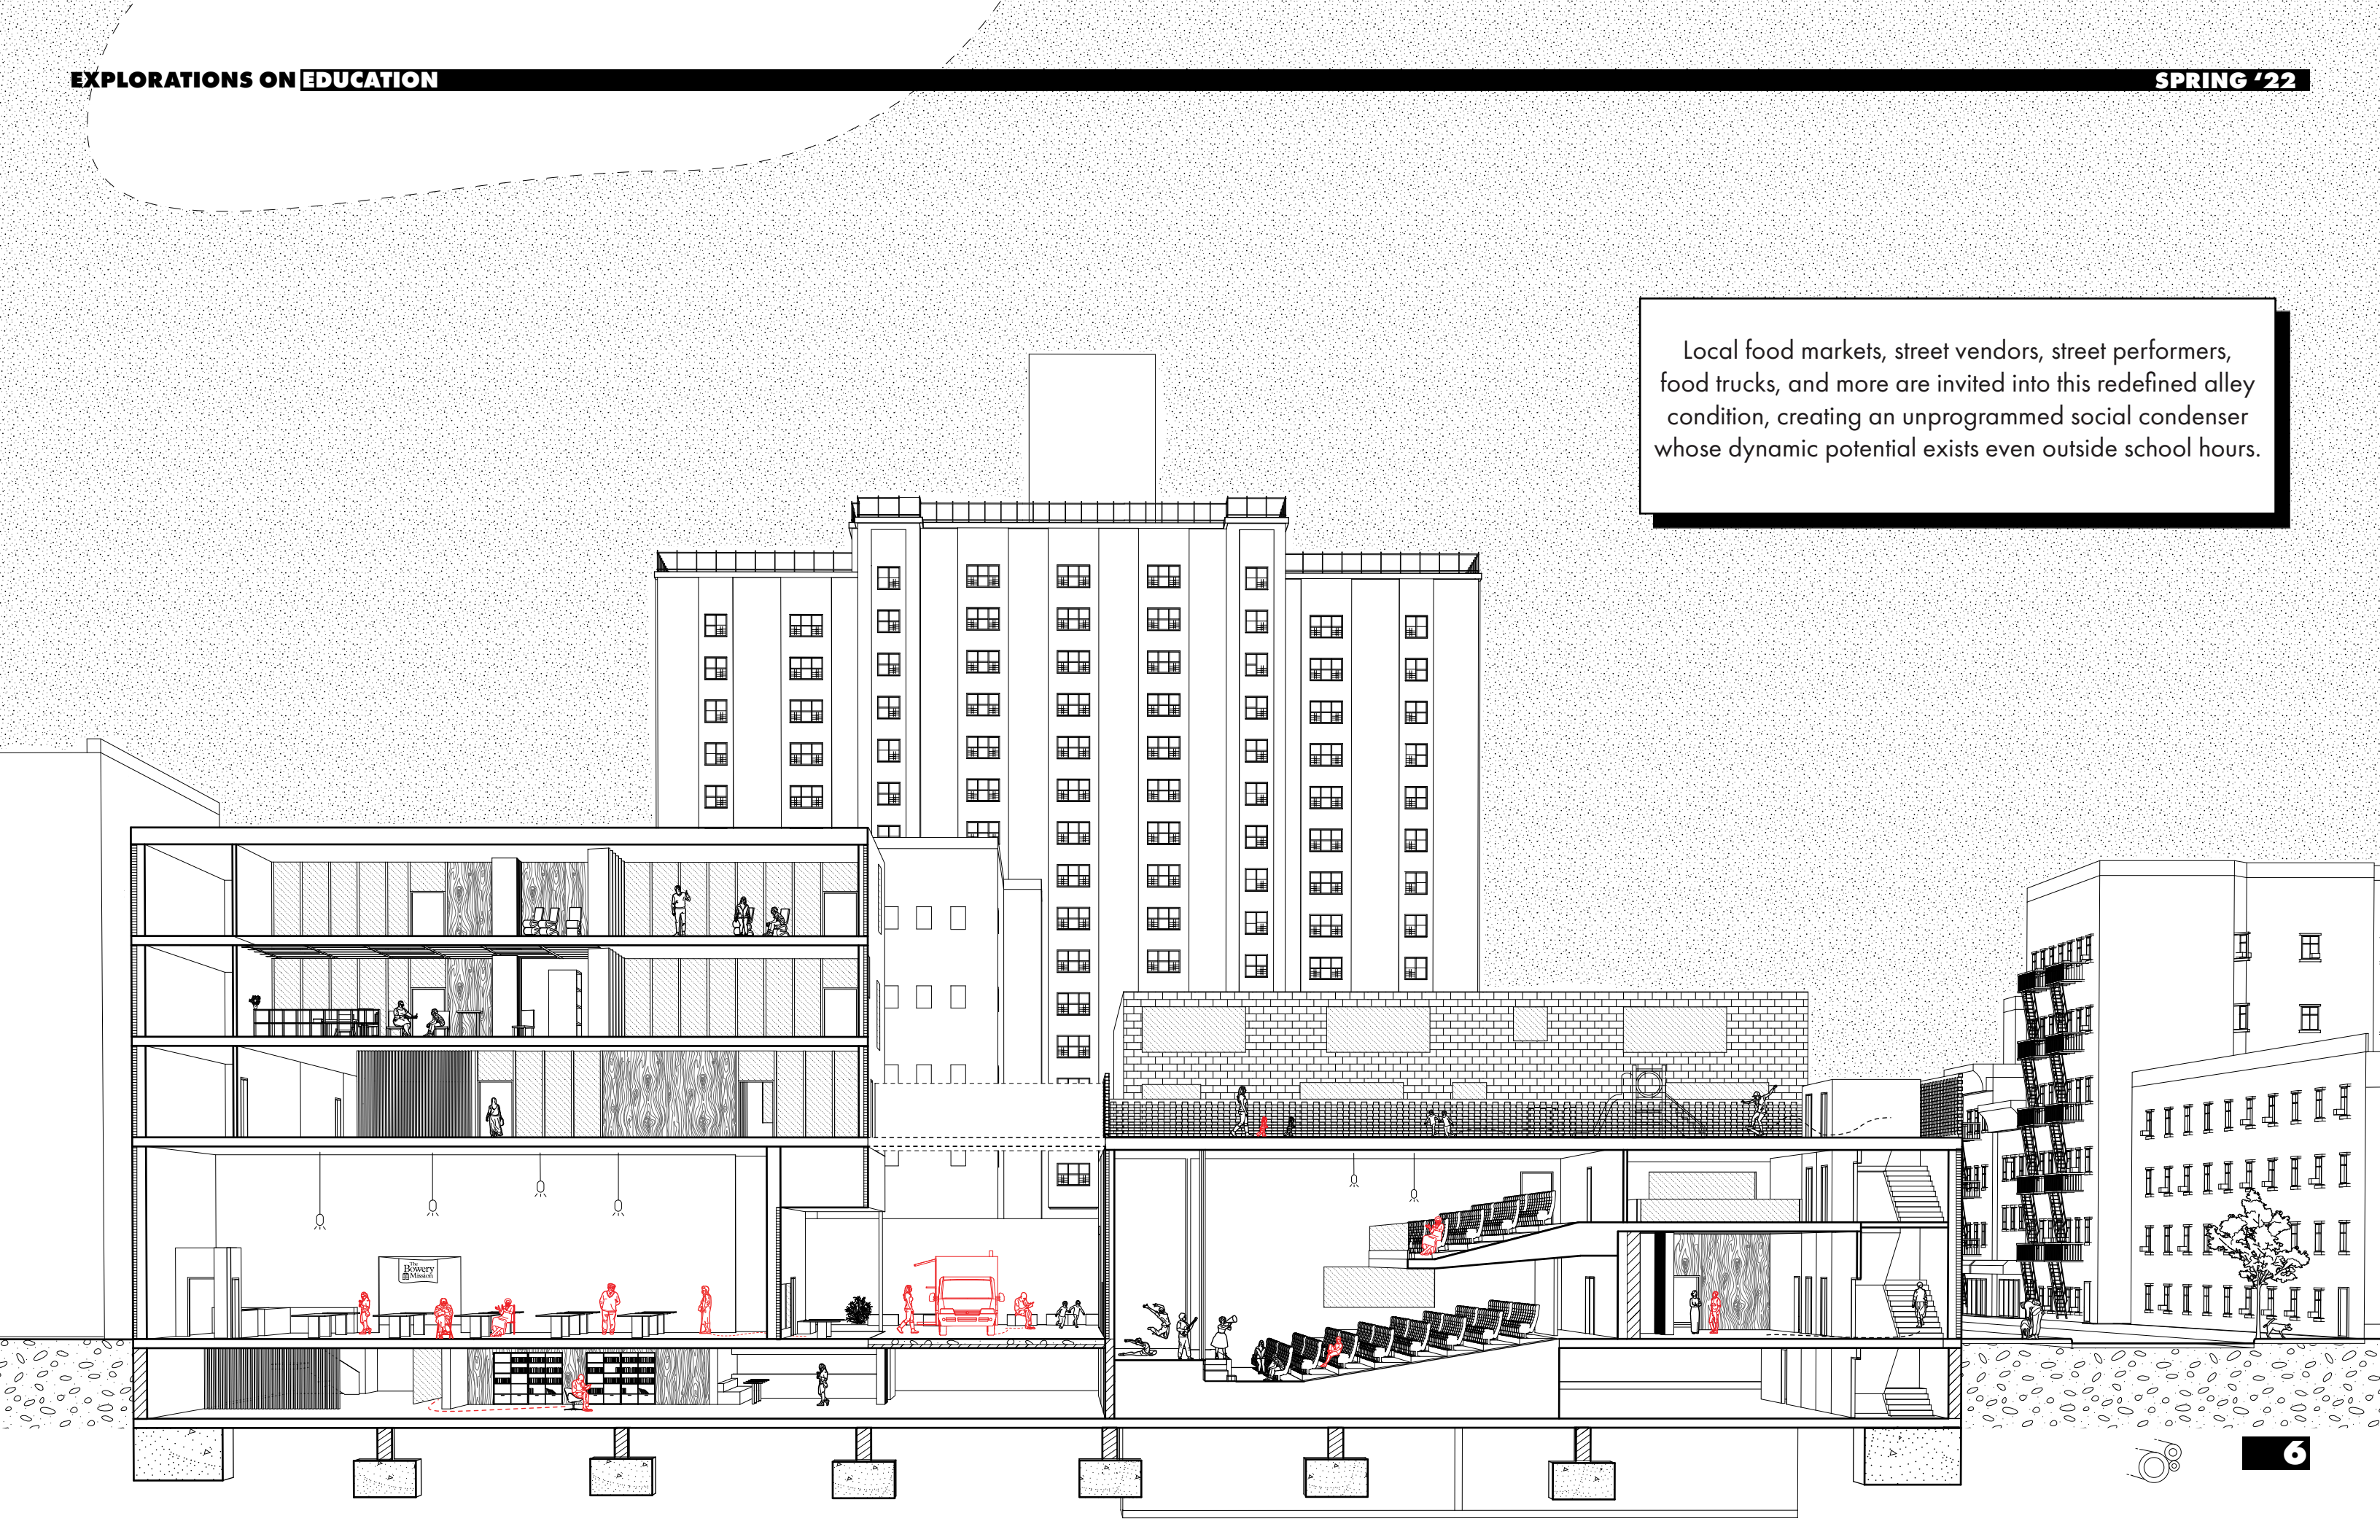 EXPLORATIONS ON EDUCATION
SPRING ‘22
Local food markets, street vendors, street performers,
food trucks, and more are invited into this redefined alley
condition, creating an unprogrammed social condenser
whose dynamic potential exists even outside school hours.
The
Bowery
Mission
6